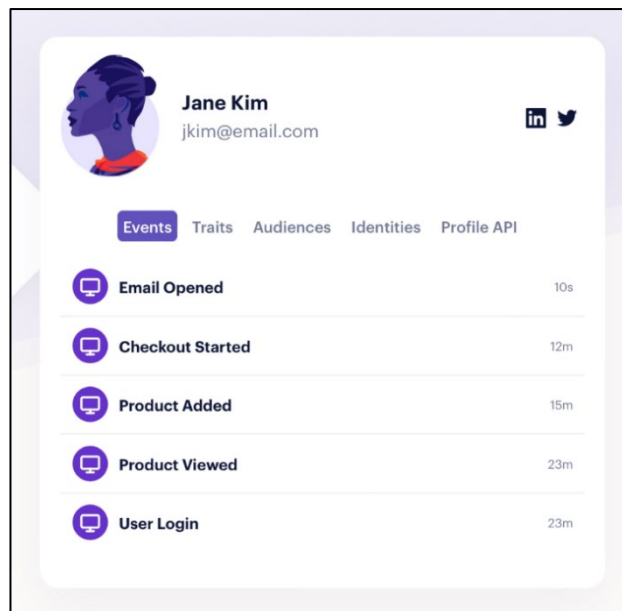 Jane Kim
jkim@email.com
in
Events Traits Audiences Identities Profile API
Email Opened 10s
Checkout Started 12m
Product Added 15m
Product Viewed 23m
User Login 23m